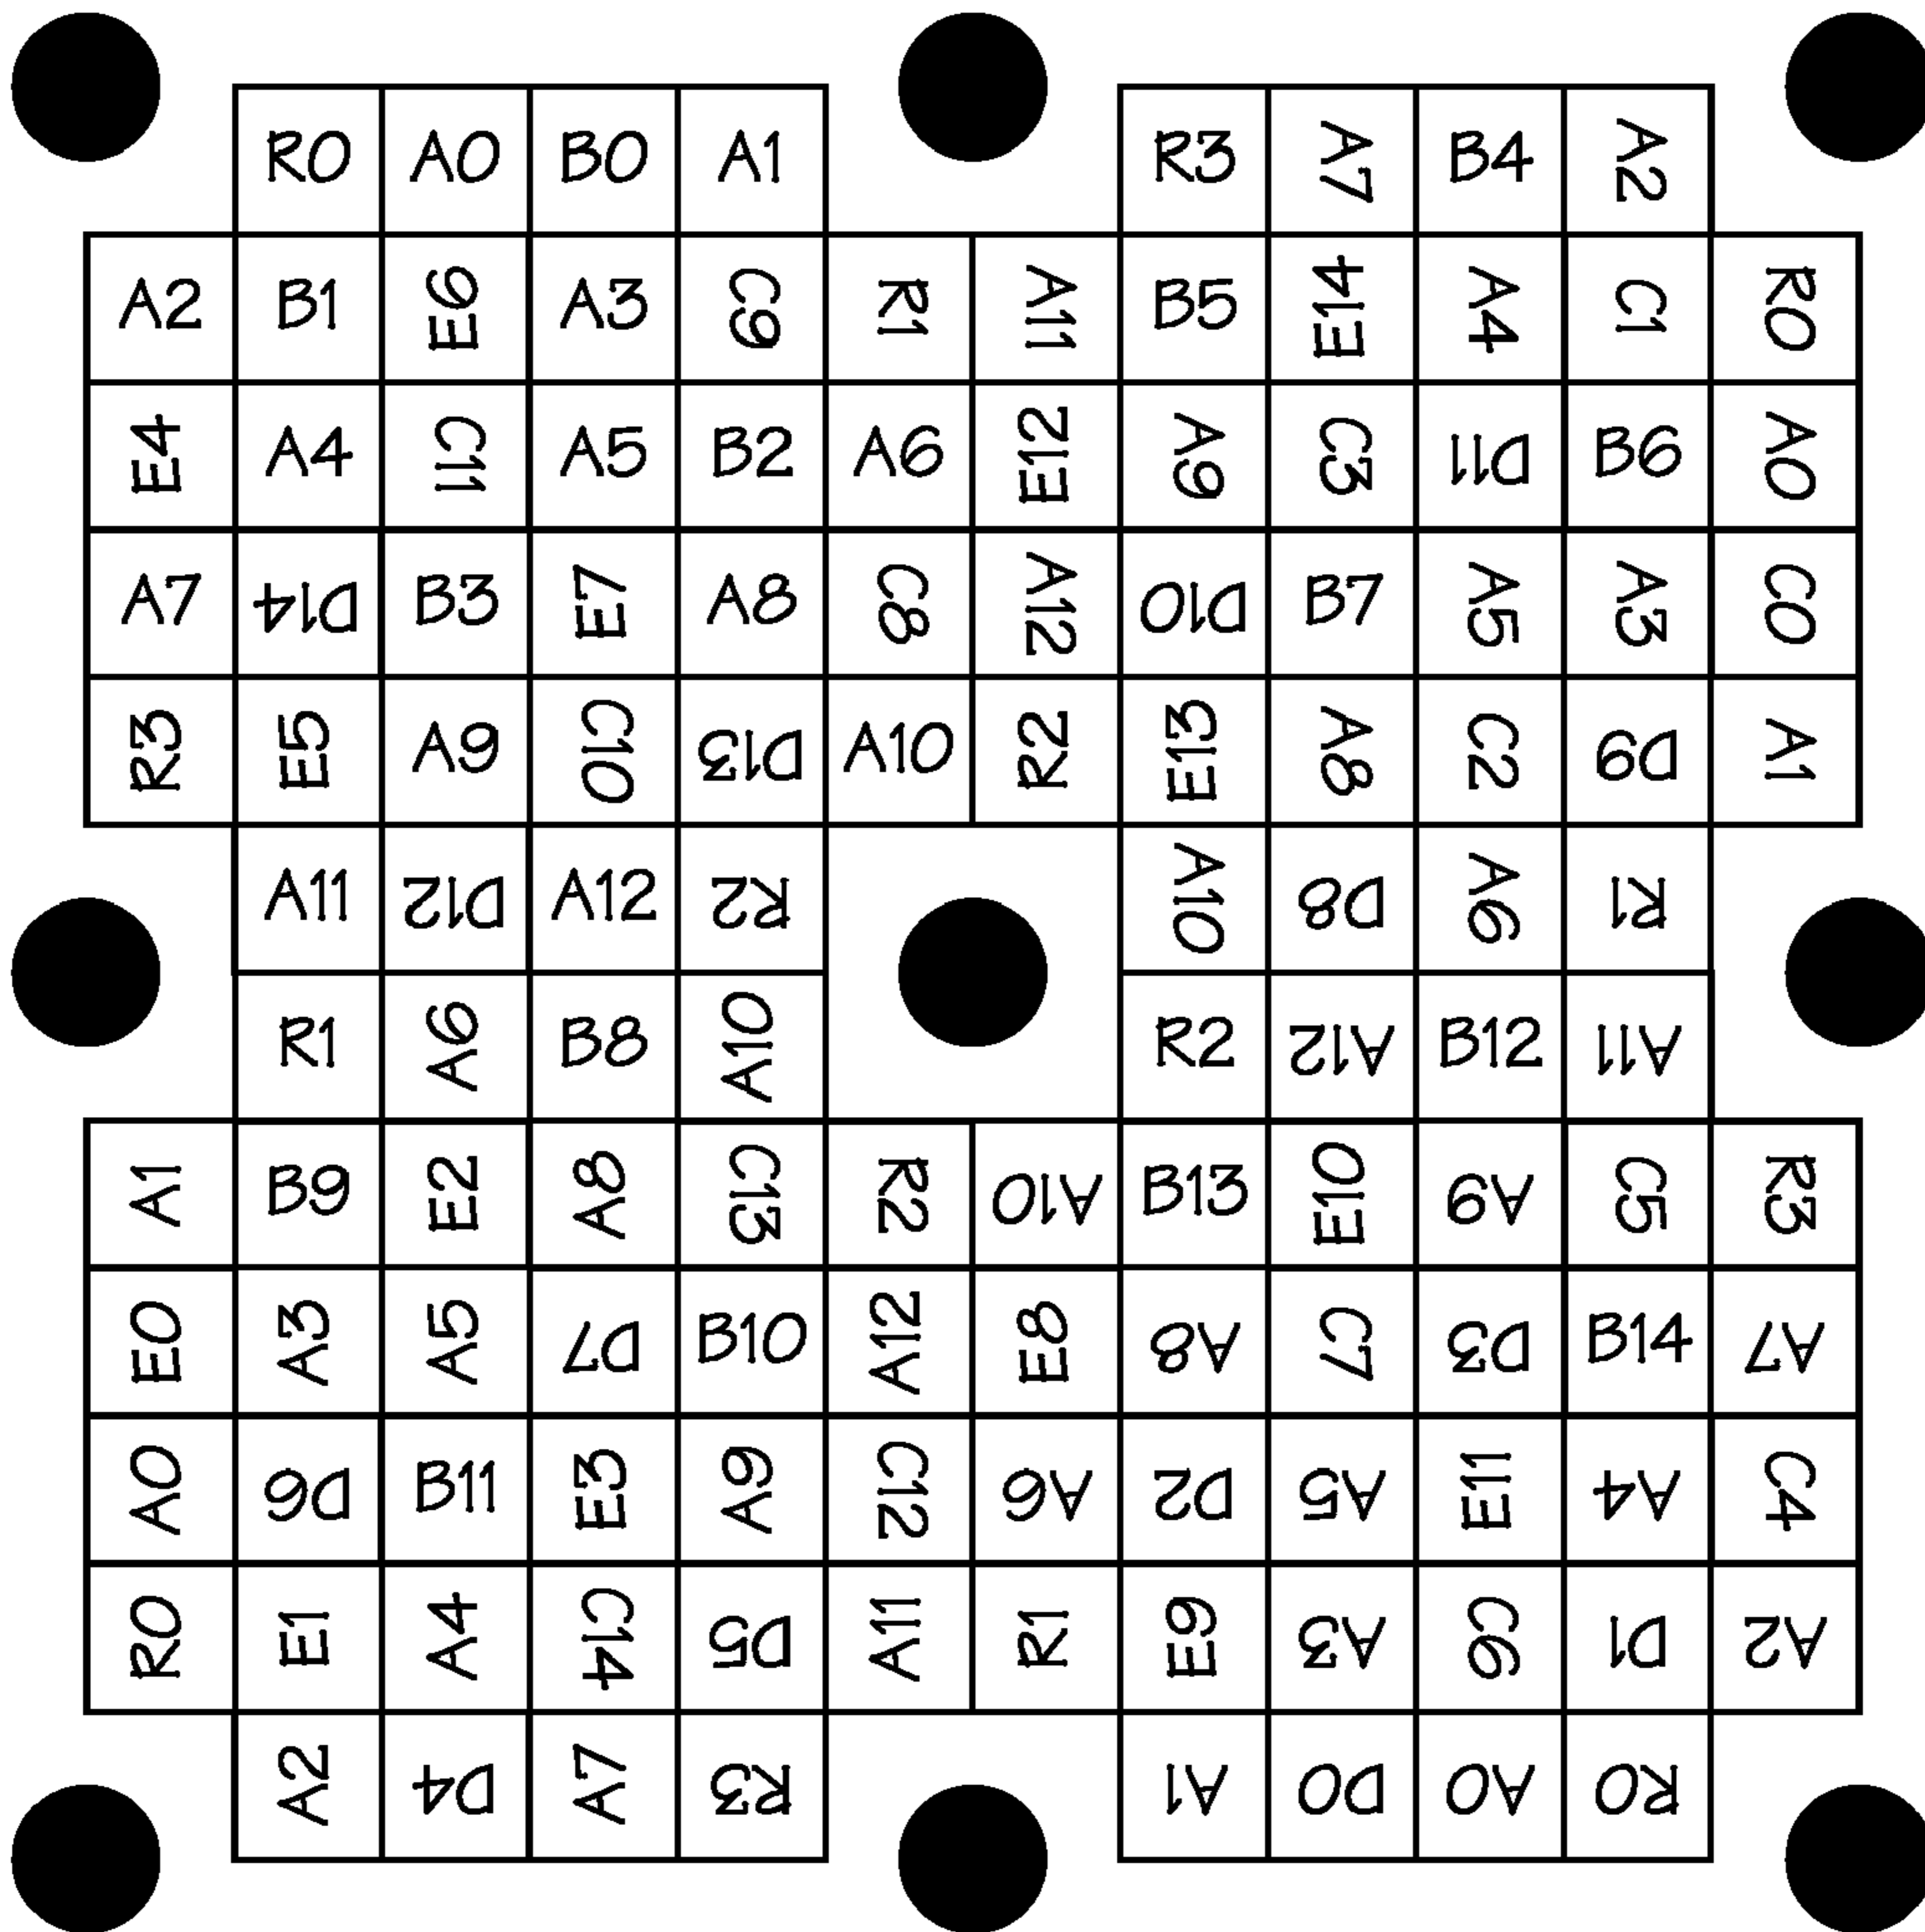 R0 A0 B0 A1 R3 A7 B4 A2
A2 B1 E6 A3 C9 R1 A11 B5 E14 A4 C1 R0
E4 A4 C11 A5 B2 A6 E12 A9 C3 D11 B6 A0
A7 D14 B3 E7 A8 C8 A12 D10 B7 A5 A3 C0
R3 E5 A9 C10 D13 A10 R2 E13 A8 C2 D9 A1
A11 D12 A12 R2 A10 D8 A6 R1
R1 A6 B8 A10 R2 A12 B12 A11
A1 B9 E2 A8 C13 R2 A10 B13 E10 A9 C5 R3
E0 A3 A5 D7 B10 A12 E8 A8 C7 D3 B14 A7
A0 D6 B11 E3 A9 C12 A6 D2 A5 E11 A4 C4
R0 E1 A4 C14 D5 A11 R1 E9 A3 C6 D1 A2
A2 D4 A7 R3 A1 D0 A0 R0